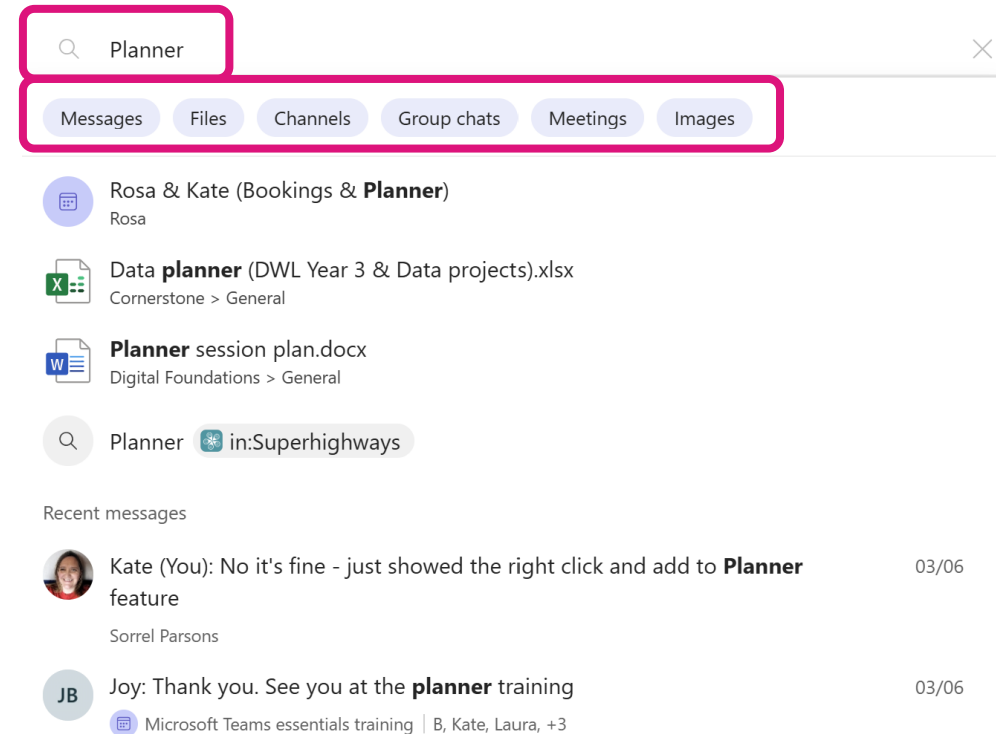 Planner
Messages Files Channels Group chats Meetings Images
Rosa & Kate (Bookings & Planner)
Rosa
Data planner (DWL Year 3 & Data projects).xlsx
Cornerstone > General
Planner session plan.docx
Digital Foundations > General
Planner in:Superhighways
Recent messages
Kate (You): No it's fine - just showed the right click and add to Planner 03/06
feature
Sorrel Parsons
JB Joy: Thank you. See you at the planner training 03/06
Microsoft Teams essentials training | B, Kate, Laura, +3